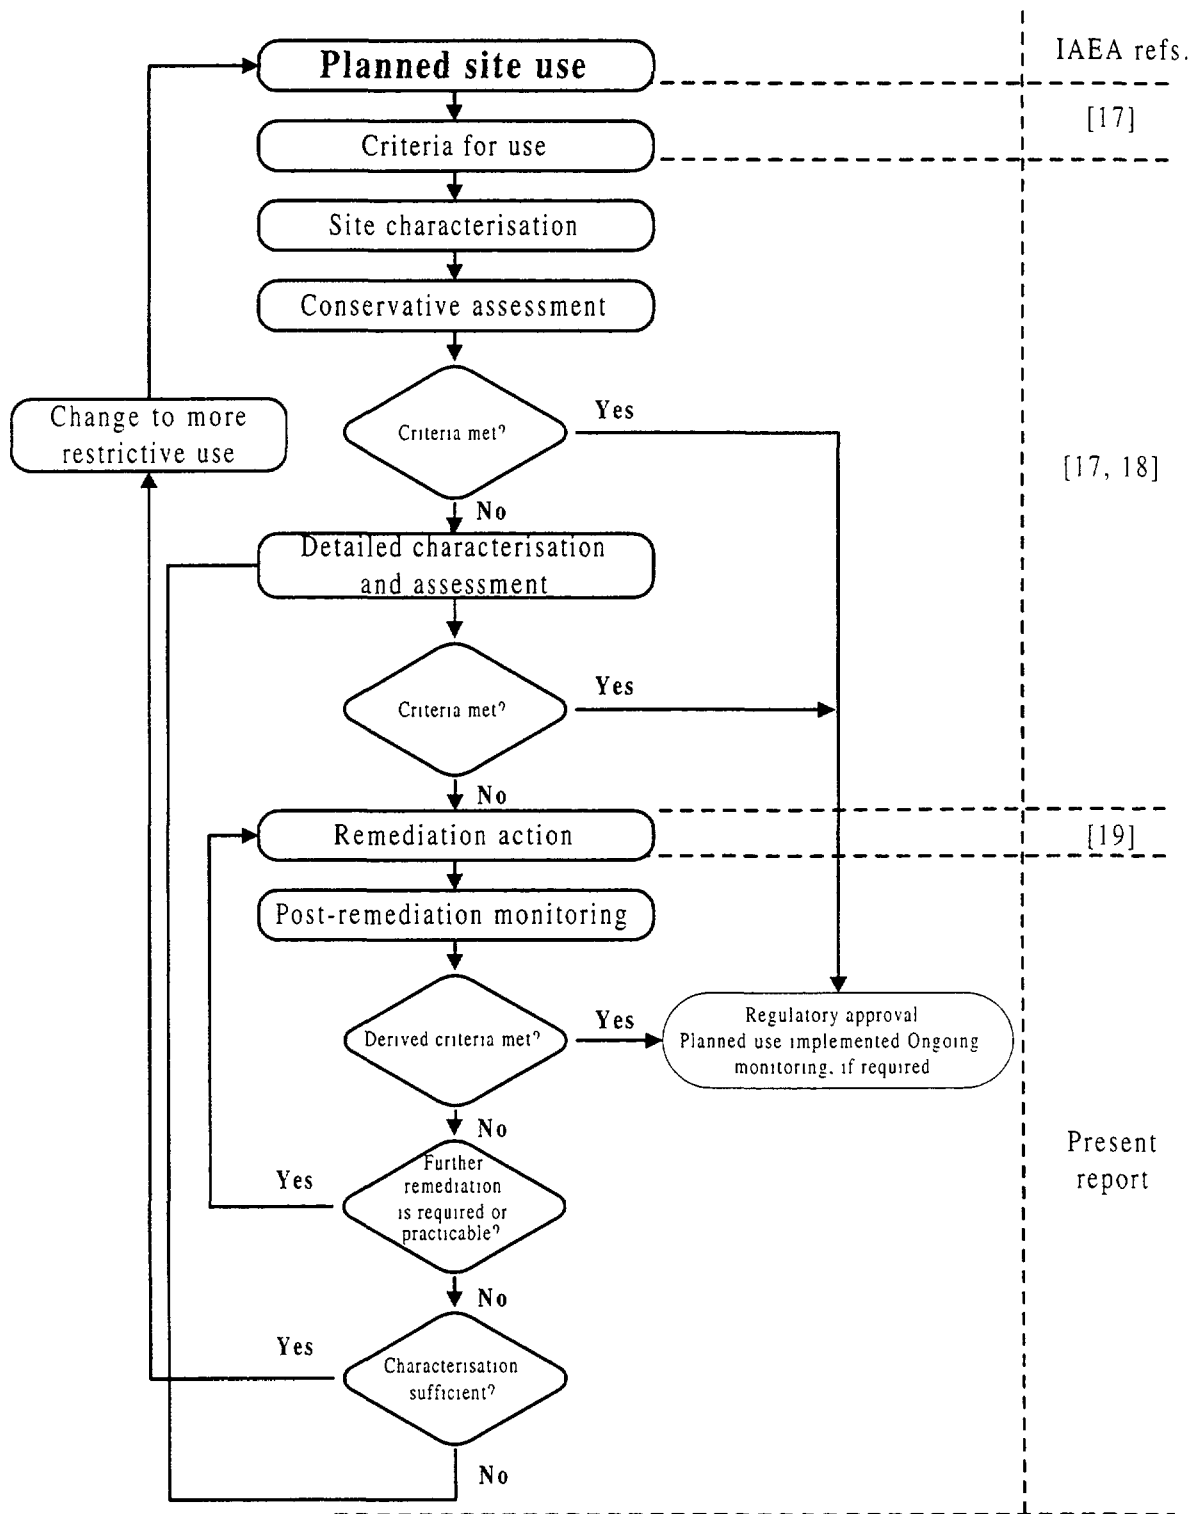 IAEA refs.
Planned site use
[17]
Criteria for use
Site characterisation
Conservative assessment
Change to more
restrictive use
Yes
Criteria met?
[17, 18]
No
Detailed characterisation
and assessment
Yes
Criteria met?
No
Remediation action
[19]
Post-remediation monitoring
Derived criteria met?
Yes
Regulatory approval
Planned use implemented Ongoing
monitoring, if required
No
Present
report
Yes
Further
remediation
is required or
practicable?
No
Yes
Characterisation
sufficient?
No